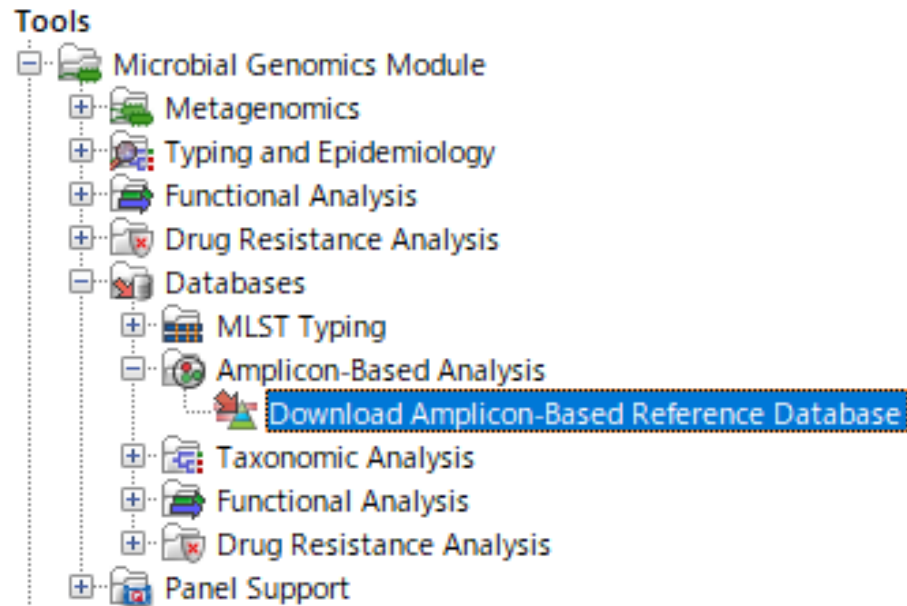 Tools
Microbial Genomics Module
Metagenomics
Typing and Epidemiology
Functional Analysis
Drug Resistance Analysis
Databases
MLST Typing
Amplicon-Based Analysis
Download Amplicon-Based Reference Database
Taxonomic Analysis
Functional Analysis
Drug Resistance Analysis
Panel Support